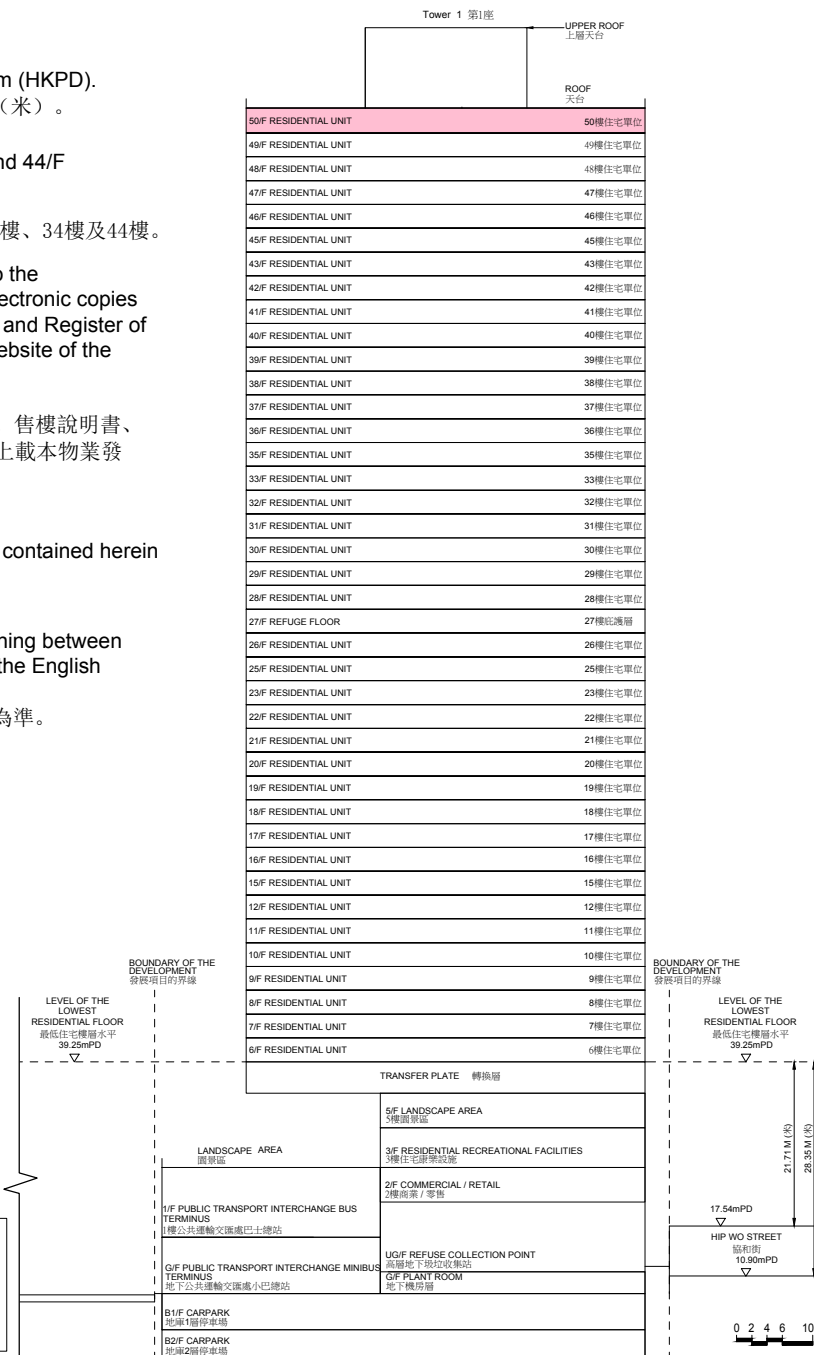 Tower 1 第1座
UPPER ROOF
上層天台
m (HKPD).
（米）。
ROOF
天台
50/F RESIDENTIAL UNIT 50樓住宅單位
49/F RESIDENTIAL UNIT 49樓住宅單位
nd 44/F
48/F RESIDENTIAL UNIT 48樓住宅單位
47/F RESIDENTIAL UNIT 47樓住宅單位
46/F RESIDENTIAL UNIT 46樓住宅單位
樓、34樓及44樓。
45/F RESIDENTIAL UNIT 45樓住宅單位
43/F RESIDENTIAL UNIT 43樓住宅單位
o the
42/F RESIDENTIAL UNIT 42樓住宅單位
ectronic copies
41/F RESIDENTIAL UNIT 41樓住宅單位
and Register of
40/F RESIDENTIAL UNIT 40樓住宅單位
ebsite of the
39/F RESIDENTIAL UNIT 39樓住宅單位
38/F RESIDENTIAL UNIT 38樓住宅單位
37/F RESIDENTIAL UNIT 37樓住宅單位
售樓說明書、
36/F RESIDENTIAL UNIT 36樓住宅單位
上載本物業發
35/F RESIDENTIAL UNIT 35樓住宅單位
33/F RESIDENTIAL UNIT 33樓住宅單位
32/F RESIDENTIAL UNIT 32樓住宅單位
31/F RESIDENTIAL UNIT 31樓住宅單位
contained herein
30/F RESIDENTIAL UNIT 30樓住宅單位
29/F RESIDENTIAL UNIT 29樓住宅單位
28/F RESIDENTIAL UNIT 28樓住宅單位
27/F REFUGE FLOOR 27樓庇護層
ning between
26/F RESIDENTIAL UNIT 26樓住宅單位
the English
25/F RESIDENTIAL UNIT 25樓住宅單位
23/F RESIDENTIAL UNIT 23樓住宅單位
為準。
22/F RESIDENTIAL UNIT 22樓住宅單位
21/F RESIDENTIAL UNIT 21樓住宅單位
20/F RESIDENTIAL UNIT 20樓住宅單位
19/F RESIDENTIAL UNIT 19樓住宅單位
18/F RESIDENTIAL UNIT 18樓住宅單位
17/F RESIDENTIAL UNIT 17樓住宅單位
16/F RESIDENTIAL UNIT 16樓住宅單位
15/F RESIDENTIAL UNIT 15樓住宅單位
12/F RESIDENTIAL UNIT 12樓住宅單位
11/F RESIDENTIAL UNIT 11樓住宅單位
10/F RESIDENTIAL UNIT 10樓住宅單位
BOUNDARY OF THE
DEVELOPMENT
發展項目的界線
BOUNDARY OF THE
DEVELOPMENT
發展項目的界線
9/F RESIDENTIAL UNIT 9樓住宅單位
8/F RESIDENTIAL UNIT 8樓住宅單位
7/F RESIDENTIAL UNIT 7樓住宅單位
6/F RESIDENTIAL UNIT 6樓住宅單位
LEVEL OF THE
LOWEST
RESIDENTIAL FLOOR
最低住宅樓層水平
39.25mPD
LEVEL OF THE
LOWEST
RESIDENTIAL FLOOR
最低住宅樓層水平
39.25mPD
TRANSFER PLATE 轉換層
5/F LANDSCAPE AREA
5樓園景區
LANDSCAPE AREA
園景區
3/F RESIDENTIAL RECREATIONAL FACILITIES
3樓住宅康樂設施
21.71 M (米)
28.35 M (米)
2/F COMMERCIAL / RETAIL
2樓商業 / 零售
1/F PUBLIC TRANSPORT INTERCHANGE BUS
TERMINUS
1樓公共運輸交匯處巴士總站
17.54mPD
HIP WO STREET
協和街
10.90mPD
UG/F REFUSE COLLECTION POINT
高層地下垃圾收集站
G/F PUBLIC TRANSPORT INTERCHANGE MINIBUS
TERMINUS
地下公共運輸交匯處小巴總站
G/F PLANT ROOM
地下機房層
B1/F CARPARK
地庫1層停車場
B2/F CARPARK
地庫2層停車場
0 2 4 6 10